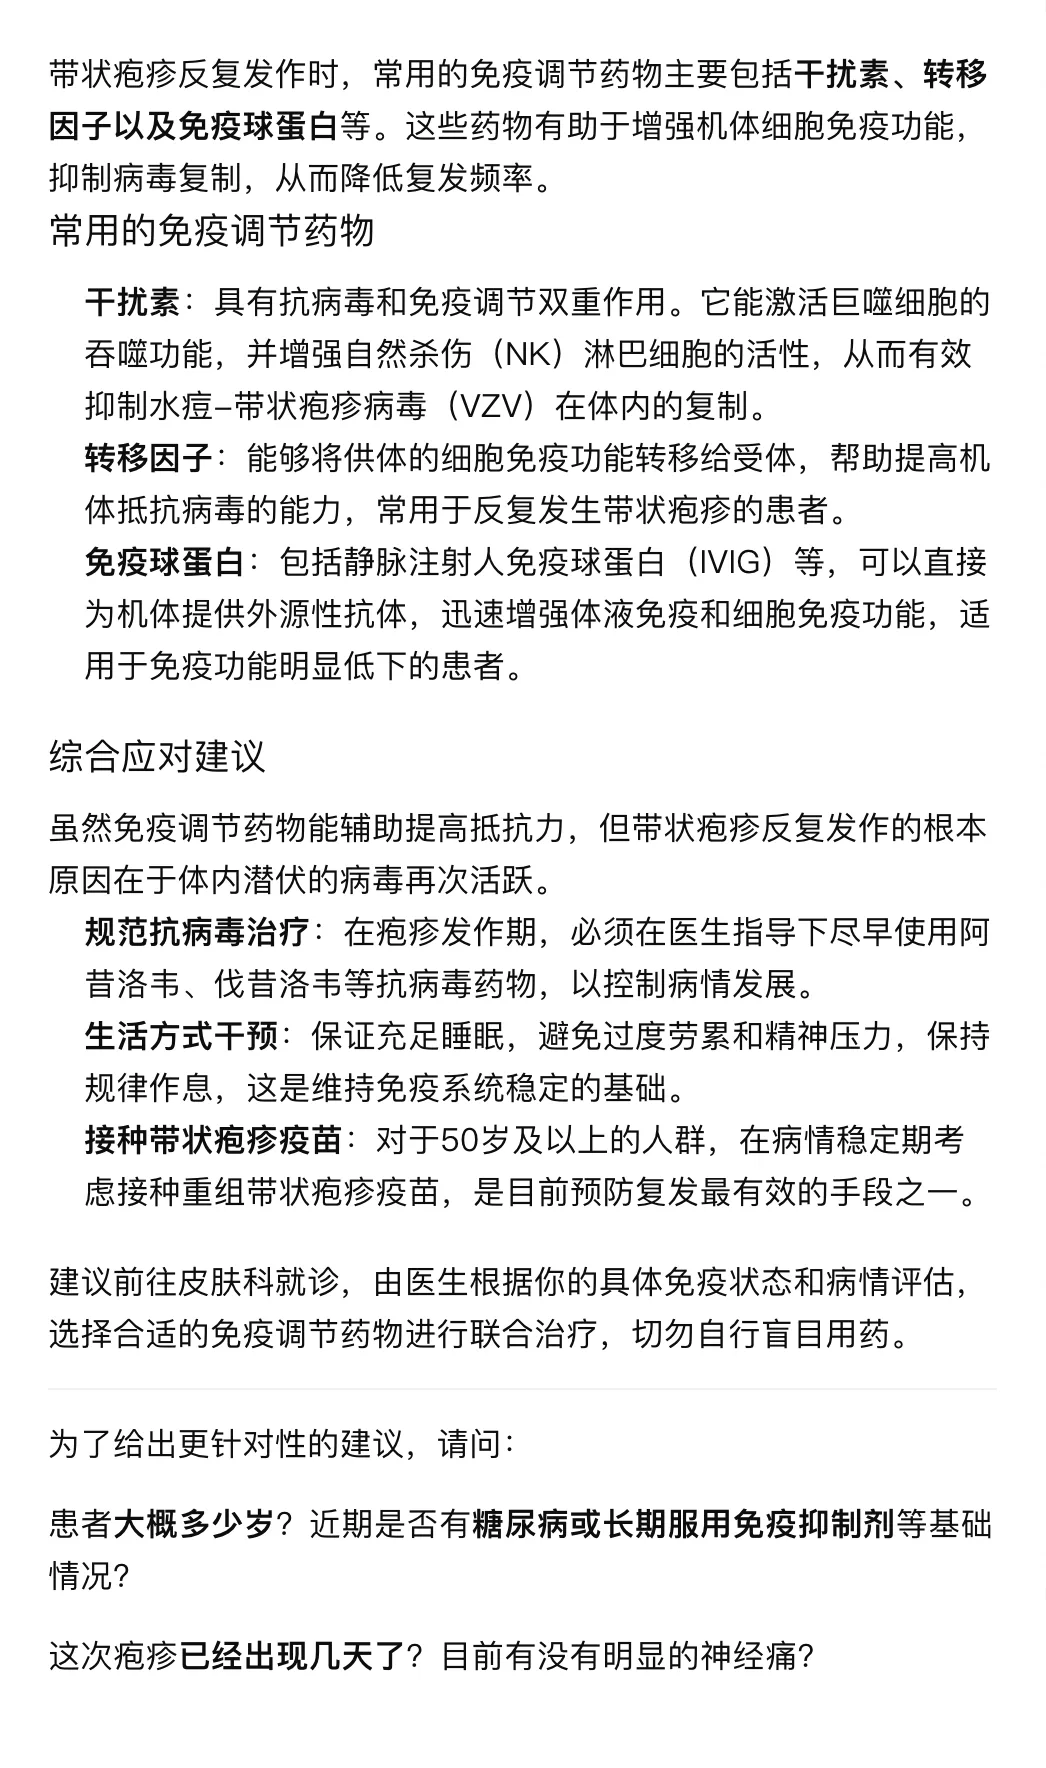 带状疱疹反复发作时，常用的免疫调节药物主要包括干扰素、转移
因子以及免疫球蛋白等。这些药物有助于增强机体细胞免疫功能，
抑制病毒复制，从而降低复发频率。
常用的免疫调节药物
干扰素：具有抗病毒和免疫调节双重作用。它能激活巨噬细胞的
吞噬功能，并增强自然杀伤（NK）淋巴细胞的活性，从而有效
抑制水痘–带状疱疹病毒（VZV）在体内的复制。
转移因子：能够将供体的细胞免疫功能转移给受体，帮助提高机
体抵抗病毒的能力，常用于反复发生带状疱疹的患者。
免疫球蛋白：包括静脉注射人免疫球蛋白（IVIG）等，可以直接
为机体提供外源性抗体，迅速增强体液免疫和细胞免疫功能，适
用于免疫功能明显低下的患者。
综合应对建议
虽然免疫调节药物能辅助提高抵抗力，但带状疱疹反复发作的根本
原因在于体内潜伏的病毒再次活跃。
规范抗病毒治疗：在疱疹发作期，必须在医生指导下尽早使用阿
昔洛韦、伐昔洛韦等抗病毒药物，以控制病情发展。
生活方式干预：保证充足睡眠，避免过度劳累和精神压力，保持
规律作息，这是维持免疫系统稳定的基础。
接种带状疱疹疫苗：对于50岁及以上的人群，在病情稳定期考
虑接种重组带状疱疹疫苗，是目前预防复发最有效的手段之一。
建议前往皮肤科就诊，由医生根据你的具体免疫状态和病情评估，
选择合适的免疫调节药物进行联合治疗，切勿自行盲目用药。
为了给出更针对性的建议，请问：
患者大概多少岁？近期是否有糖尿病或长期服用免疫抑制剂等基础
情况？
这次疱疹已经出现几天了？目前有没有明显的神经痛？